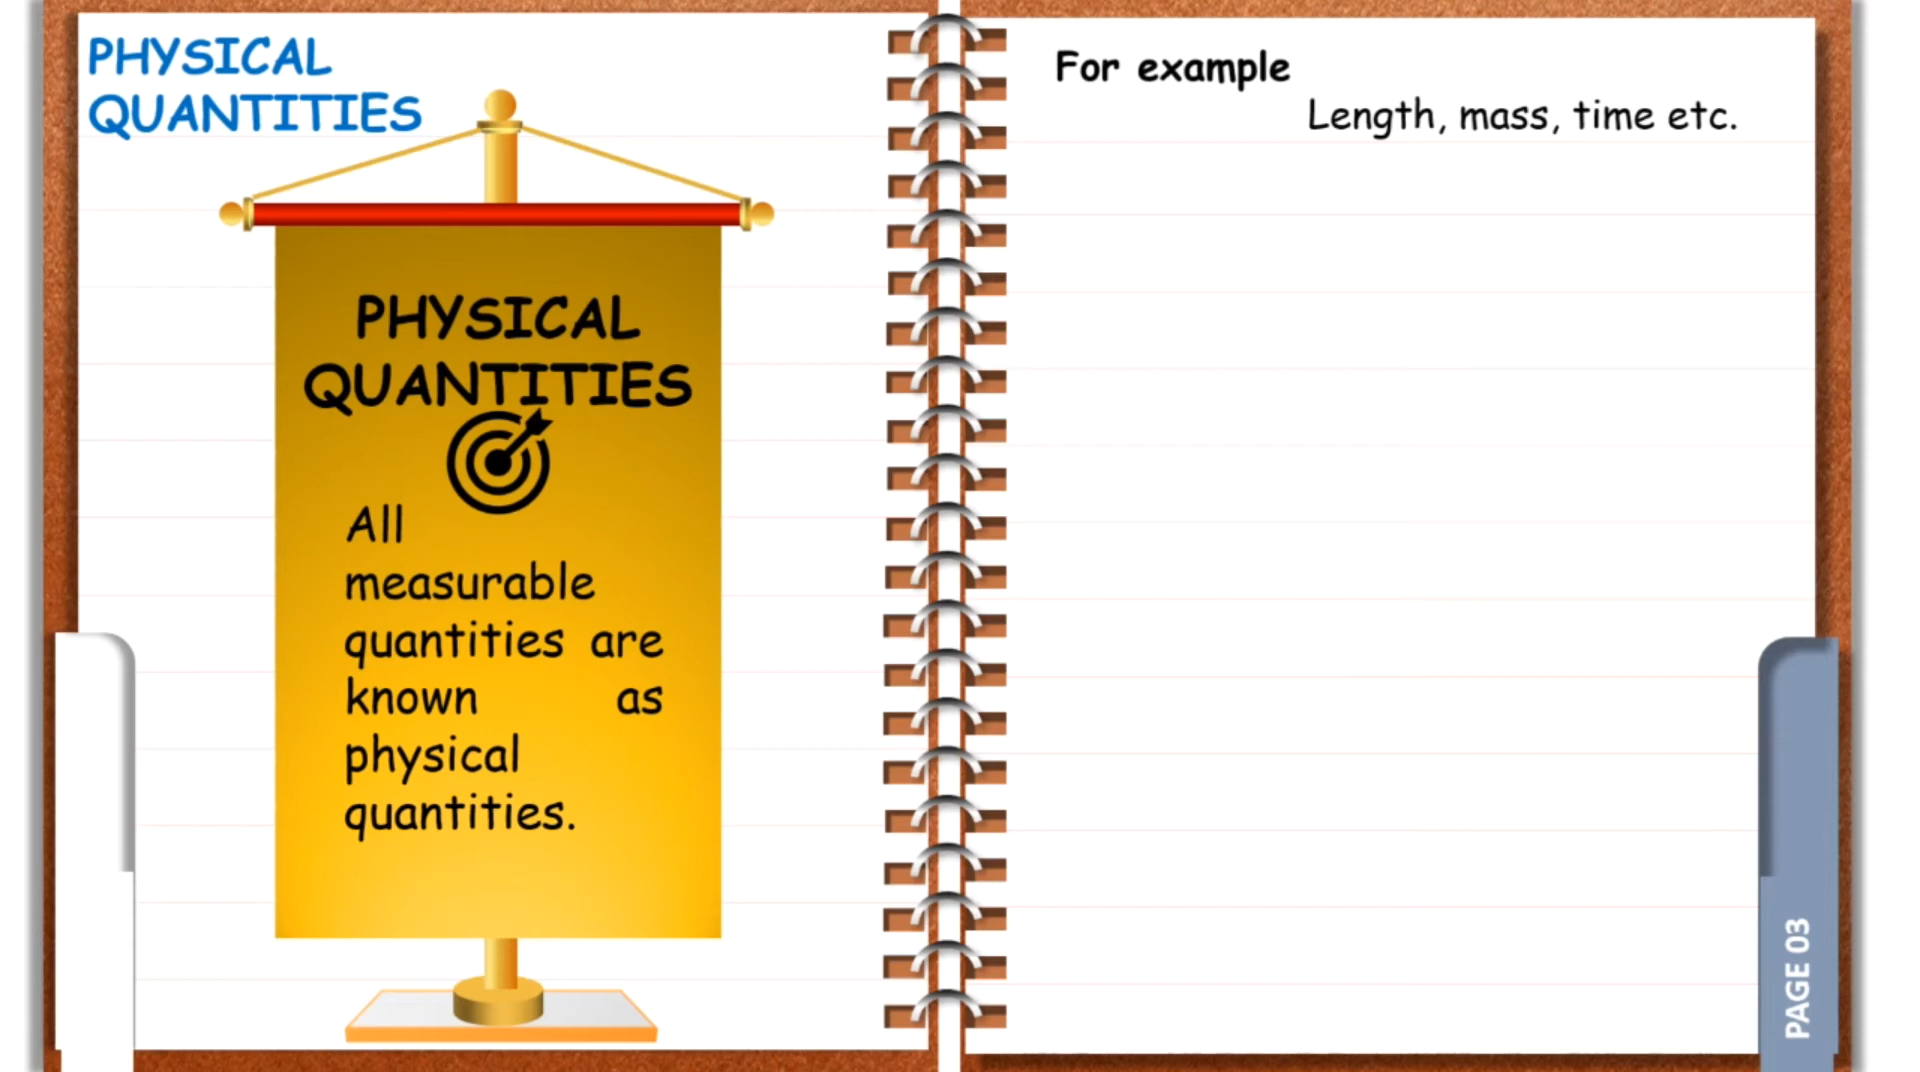 PHYSICAL
QUANTITIES
PHYSICAL
QUANTITIES
All
measurable
quantities are
known as
physical
quantities.
For example
Length, mass, time etc.
PAGE 03